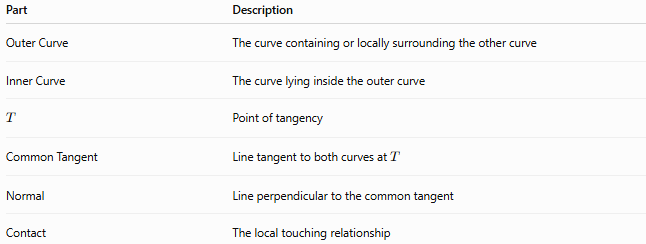 Part Description
Outer Curve The curve containing or locally surrounding the other curve
Inner Curve The curve lying inside the outer curve
T Point of tangency
Common Tangent Line tangent to both curves at T
Normal Line perpendicular to the common tangent
Contact The local touching relationship